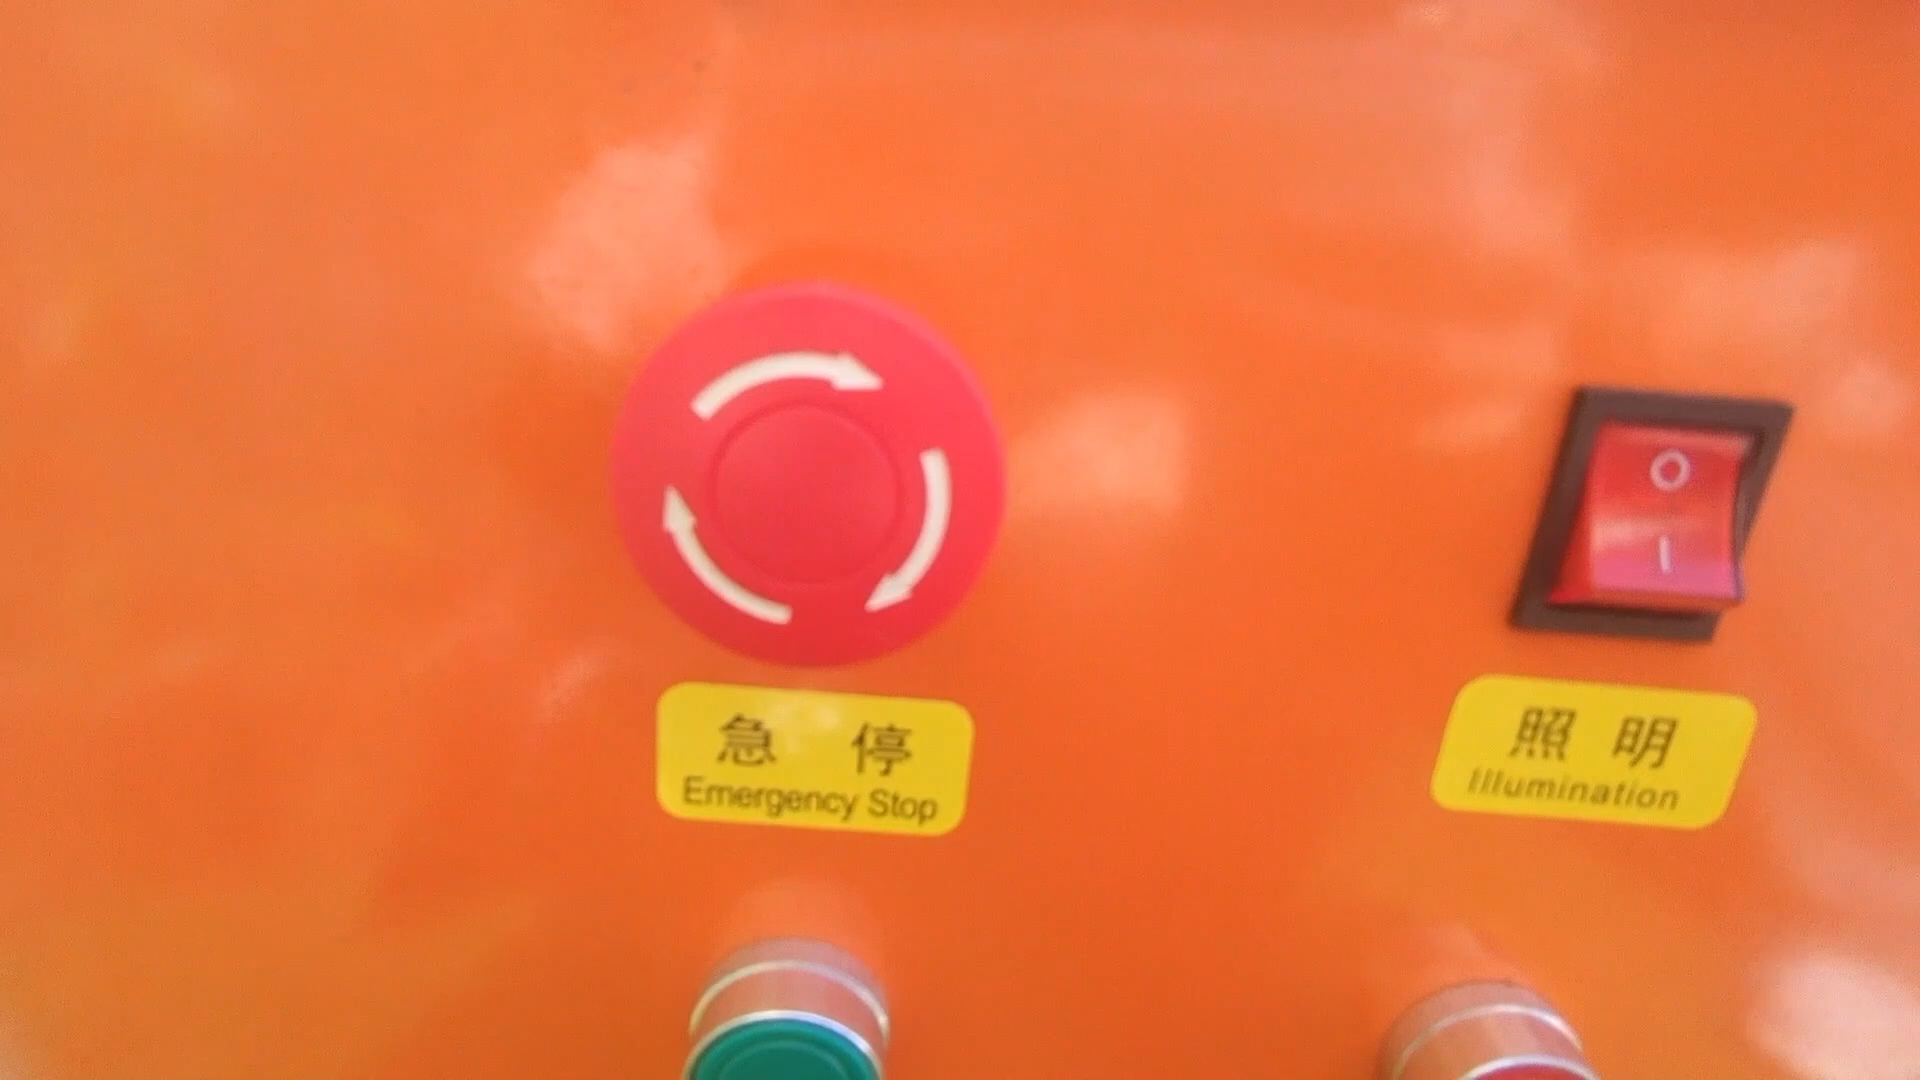 O
I
急 停
Emergency Stop
照 明
Illumination